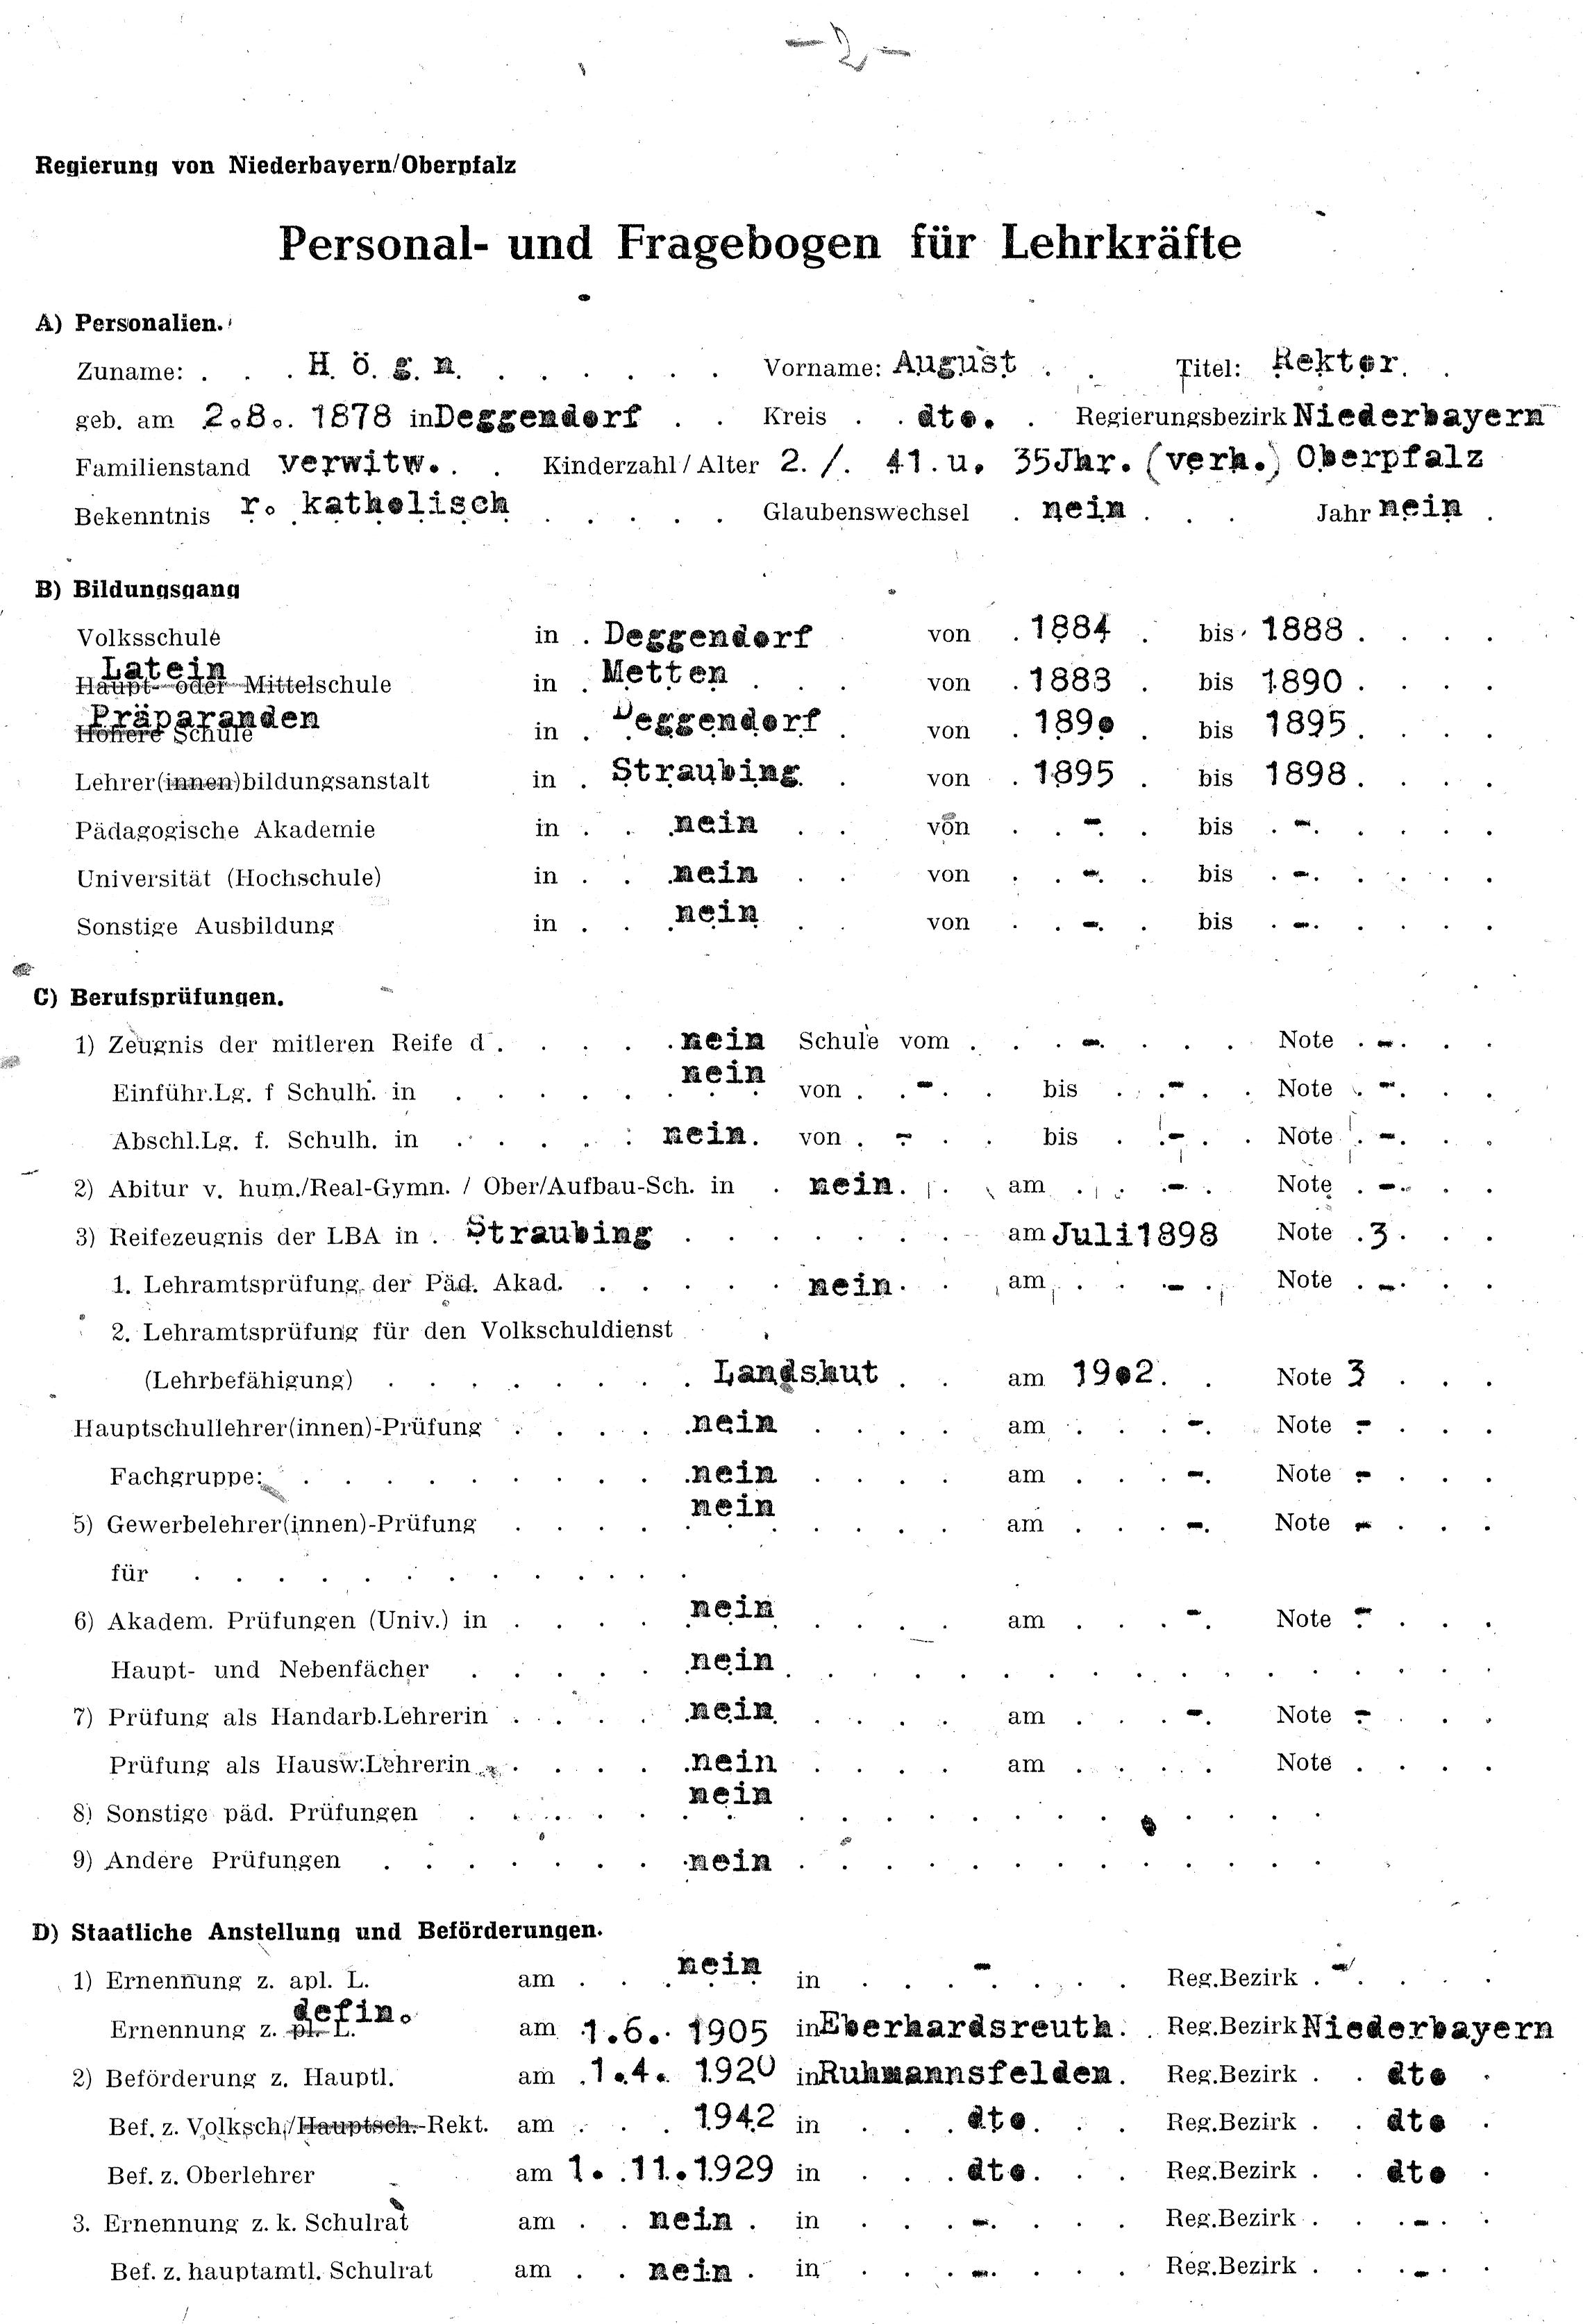 -2-
Regierung von Niederbayern/Oberpfalz
Personal- und Fragebogen für Lehrkräfte
A) Personalien.
Zuname: . . . H. Ö. g. n. . . . . . . Vorname: August . . Titel: Rektor. .
geb. am 2.8. 1878 in Deggendorf . . Kreis . . dto. . Regierungsbezirk Niederbayern
Familienstand verwitw. . . Kinderzahl / Alter 2. /. 41. u. 35Jhr. (verh.) Oberpfalz
Bekenntnis r. katholisch . . . . . Glaubenswechsel . nein . . . Jahr nein .
B) Bildungsgang
Volksschule in . Deggendorf von . 1884 . bis 1888 . . . .
Latein
Haupt- oder Mittelschule in . Metten . . . von . 1883 . bis 1890 . . . .
Präparanden
Höhere Schule in . Deggendorf . von . 1890 . bis 1895 . . . .
Lehrer(innen)bildungsanstalt in . Straubing . von . 1895 . bis 1898 . . . .
Pädagogische Akademie in . . nein . . von . . - . bis . - . . . . .
Universität (Hochschule) in . . nein . . von . . - . bis . - . . . . .
Sonstige Ausbildung in . . nein . . von . . - . bis . - . . . . .
C) Berufsprüfungen.
1) Zeugnis der mitleren Reife d . . . . . nein Schule vom . . . - . . . . Note . - . . .
Einführ.Lg. f Schulh. in . . . . . nein von . . - . . bis . . - . . Note . - . . .
Abschl.Lg. f. Schulh. in . . . . . nein. von . - . . bis . . - . . Note . - . . .
2) Abitur v. hum./Real-Gymn. / Ober/Aufbau-Sch. in . nein. . . am . . . - . Note . - . . .
3) Reifezeugnis der LBA in . Straubing . . . . . . . am Juli1898 Note . 3 . . .
1. Lehramtsprüfung der Päd. Akad. . . . . . nein. . am . . . - . Note . - . . .
2. Lehramtsprüfung für den Volkschuldienst
(Lehrbefähigung) . . . . . . . . Landshut . . am 1902. . Note 3 . . .
Hauptschullehrer(innen)-Prüfung . . . . . nein . . . . am . . . - . Note - . . .
Fachgruppe: . . . . . . . . . . nein . . . . am . . . - . Note - . . .
5) Gewerbelehrer(innen)-Prüfung . . . . nein . . . . am . . . - . Note - . . .
für . . . . . . . . . . . .
6) Akadem. Prüfungen (Univ.) in . . . . nein . . . . am . . . - . Note - . . .
Haupt- und Nebenfächer . . . . . nein . . . . . . . . . . . . . . . . .
7) Prüfung als Handarb.Lehrerin . . . . nein . . . . am . . . - . Note - . . .
Prüfung als Hausw.Lehrerin . . . . . nein . . . . am . . . . Note . . . .
8) Sonstige päd. Prüfungen . . . . . nein . . . . . . . . . . . . .
9) Andere Prüfungen . . . . . . . . nein . . . . . . . . . . . . .
D) Staatliche Anstellung und Beförderungen.
1) Ernennung z. apl. L. am . . . nein in . . . - . . . . Reg.Bezirk . - . . . .
defin.
Ernennung z. pl. L. am . 1.6. 1905 in Eberhardsreuth. . Reg.Bezirk Niederbayern
2) Beförderung z. Hauptl. am . 1.4. 1920 in Ruhmannsfelden. Reg.Bezirk . . dto .
Bef. z. Volksch./Hauptsch.-Rekt. am . . . 1942 in . . . dto. . . Reg.Bezirk . . dto .
Bef. z. Oberlehrer am 1. 11.1929 in . . . dto. . . Reg.Bezirk . . dto .
3. Ernennung z. k. Schulrat am . . nein . in . . . - . . . . Reg.Bezirk . . . - . .
Bef. z. hauptamtl. Schulrat am . . nein . in . . . - . . . . Reg.Bezirk . . . - . .